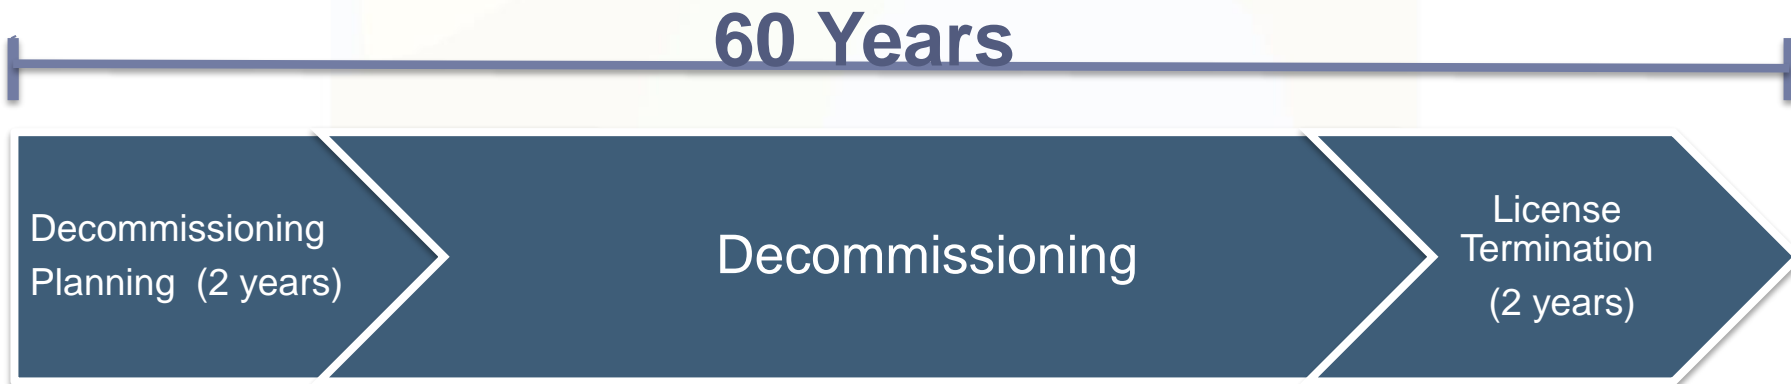 60 Years
Decommissioning
Planning (2 years)
Decommissioning
License
Termination
(2 years)